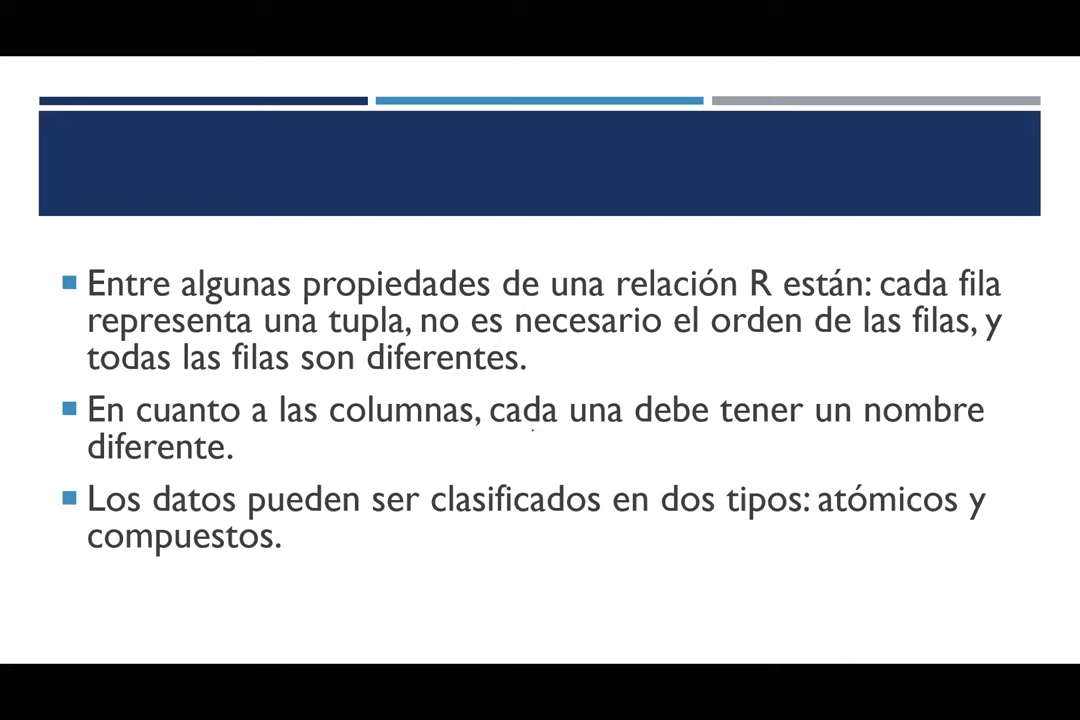 Entre algunas propiedades de una relación R están: cada fila
representa una tupla, no es necesario el orden de las filas, y
todas las filas son diferentes.
En cuanto a las columnas, cada una debe tener un nombre
diferente.
Los datos pueden ser clasificados en dos tipos: atómicos y
compuestos.